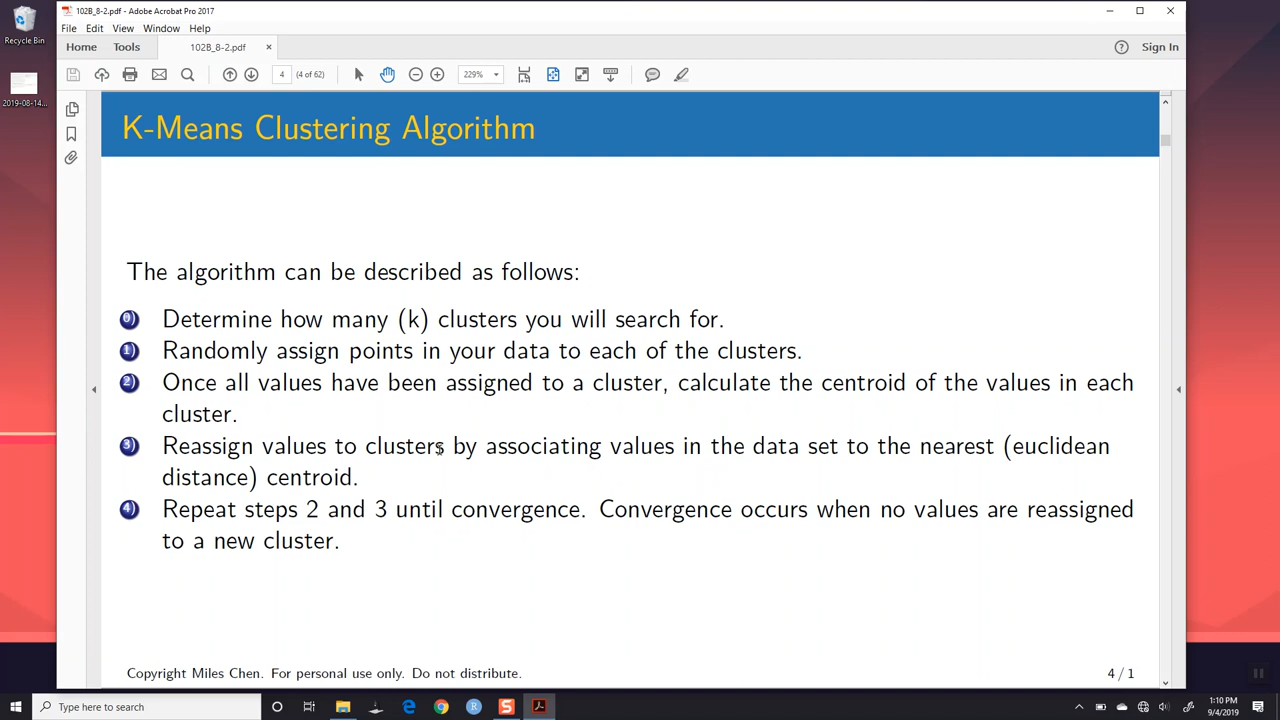 102B_8-2.pdf - Adobe Acrobat Pro 2017
File Edit View Window Help
Home Tools 102B_8-2.pdf × Sign In
4 (4 of 62) 229%
Recycle Bin
2019-08-14...
K-Means Clustering Algorithm
The algorithm can be described as follows:
0) Determine how many (k) clusters you will search for.
1) Randomly assign points in your data to each of the clusters.
2) Once all values have been assigned to a cluster, calculate the centroid of the values in each
cluster.
3) Reassign values to clusters by associating values in the data set to the nearest (euclidean
distance) centroid.
4) Repeat steps 2 and 3 until convergence. Convergence occurs when no values are reassigned
to a new cluster.
Copyright Miles Chen. For personal use only. Do not distribute.
4 / 1
Type here to search
1:10 PM
9/4/2019